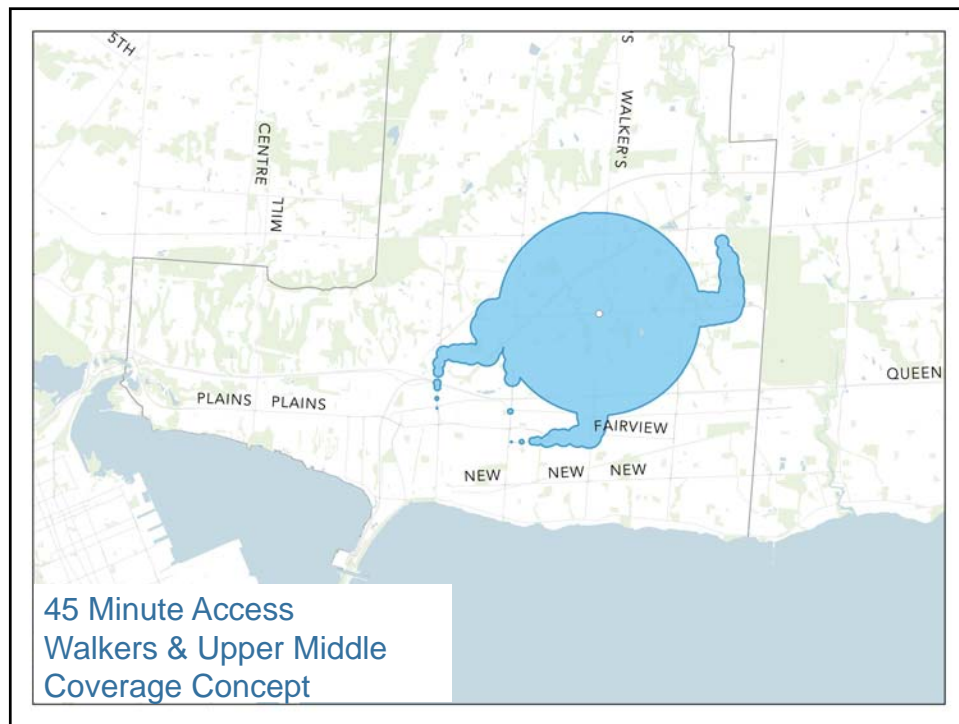 5TH
'S
WALKER'S
CENTRE
MILL
QUEEN
PLAINS PLAINS
FAIRVIEW
NEW NEW NEW
45 Minute Access
Walkers & Upper Middle
Coverage Concept